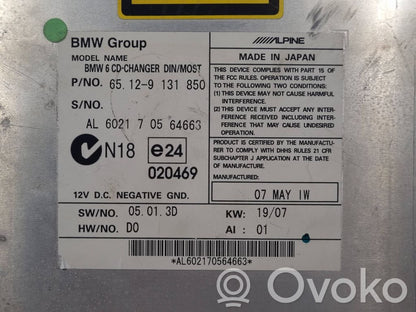 BMW Group
ALPINE
MODEL NAME
BMW 6 CD-CHANGER DIN/MOST
P/NO. 65.12-9 131 850
S/NO.
AL 6021 7 05 64663
N18
e24
020469
12V D.C. NEGATIVE GND.
MADE IN JAPAN
THIS DEVICE COMPLIES WITH PART 15 OF
THE FCC RULES. OPERATION IS SUBJECT TO THE
FOLLOWING TWO CONDITIONS:
(1) THIS DEVICE MAY NOT CAUSE HARMFUL
INTERFERENCE, AND
(2) THIS DEVICE MUST ACCEPT ANY INTER-
FERENCE RECEIVED, INCLUDING INTER-
FERENCE THAT MAY CAUSE UNDESIRED
OPERATION.
THIS PRODUCT IS CERTIFIED BY THE MANUFACTU-
RER TO COMPLY WITH DHHS RULES 21 CFR
SUBCHAPTER J APPLICABLE AT THE DATE OF
MANUFACTURE.
MANUFACTURED:
07 MAY IW
SW/NO. 05.01.3D
KW: 19/07
HW/NO. D0
AI : 01
*AL602170564663*
Ovoko